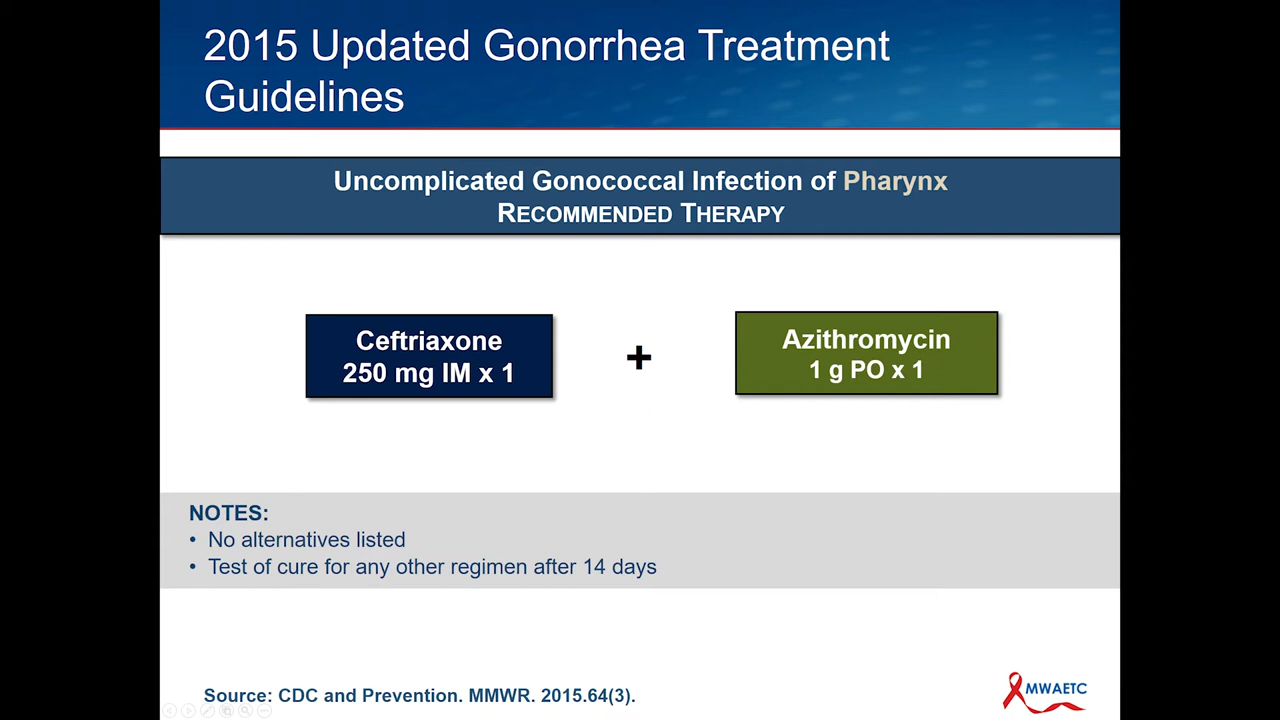 2015 Updated Gonorrhea Treatment
Guidelines
Uncomplicated Gonococcal Infection of Pharynx
RECOMMENDED THERAPY
Ceftriaxone
250 mg IM x 1
+
Azithromycin
1 g PO x 1
NOTES:
• No alternatives listed
• Test of cure for any other regimen after 14 days
Source: CDC and Prevention. MMWR. 2015.64(3).
MWAETC